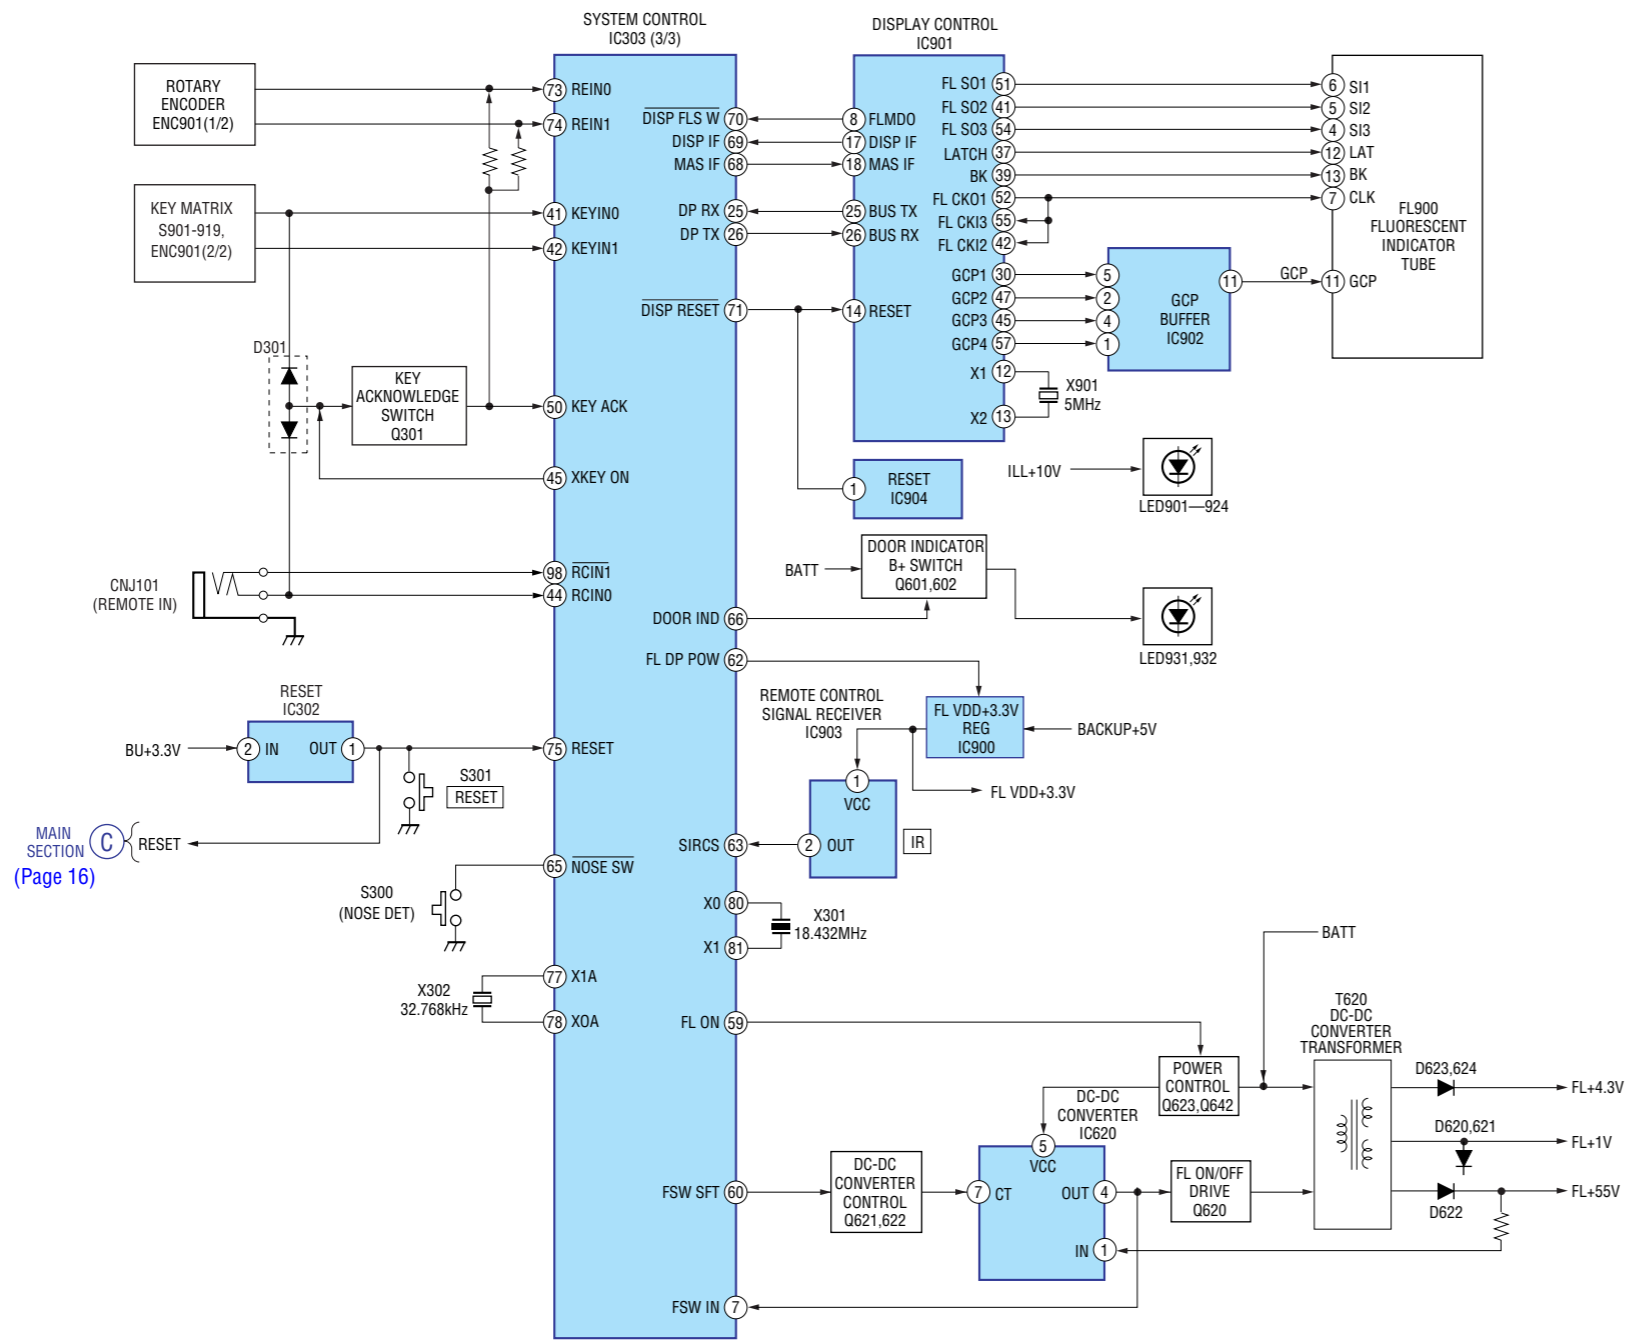 SYSTEM CONTROL
IC303 (3/3)
DISPLAY CONTROL
IC901
ROTARY
ENCODER
ENC901(1/2)
73 REIN0
74 REIN1
KEY MATRIX
S901-919,
ENC901(2/2)
41 KEYIN0
42 KEYIN1
D301
KEY
ACKNOWLEDGE
SWITCH
Q301
50 KEY ACK
45 XKEY ON
CNJ101
(REMOTE IN)
98 RCIN1
44 RCIN0
RESET
IC302
BU+3.3V
2 IN
OUT 1
75 RESET
S301
RESET
MAIN
SECTION
C
RESET
(Page 16)
65 NOSE SW
S300
(NOSE DET)
X302
32.768kHz
77 X1A
78 X0A
DISP FLS W 70
DISP IF 69
MAS IF 68
DP RX 25
DP TX 26
DISP RESET 71
DOOR IND 66
FL DP POW 62
SIRCS 63
X0 80
X1 81
X301
18.432MHz
FL ON 59
FSW SFT 60
FSW IN 7
8 FLMD0
17 DISP IF
18 MAS IF
25 BUS TX
26 BUS RX
14 RESET
FL SO1 51
FL SO2 41
FL SO3 54
LATCH 37
BK 39
FL CKO1 52
FL CKI3 55
FL CKI2 42
GCP1 30
GCP2 47
GCP3 45
GCP4 57
X1 12
X2 13
X901
5MHz
5
2
4
1
GCP
BUFFER
IC902
11
GCP
6 SI1
5 SI2
4 SI3
12 LAT
13 BK
7 CLK
11 GCP
FL900
FLUORESCENT
INDICATOR
TUBE
1
RESET
IC904
ILL+10V
LED901—924
BATT
DOOR INDICATOR
B+ SWITCH
Q601,602
LED931,932
REMOTE CONTROL
SIGNAL RECEIVER
IC903
FL VDD+3.3V
REG
IC900
BACKUP+5V
FL VDD+3.3V
1
VCC
2 OUT
IR
BATT
POWER
CONTROL
Q623,Q642
T620
DC-DC
CONVERTER
TRANSFORMER
D623,624
FL+4.3V
D620,621
FL+1V
D622
FL+55V
DC-DC
CONVERTER
IC620
5
VCC
7 CT
OUT 4
IN 1
DC-DC
CONVERTER
CONTROL
Q621,622
FL ON/OFF
DRIVE
Q620